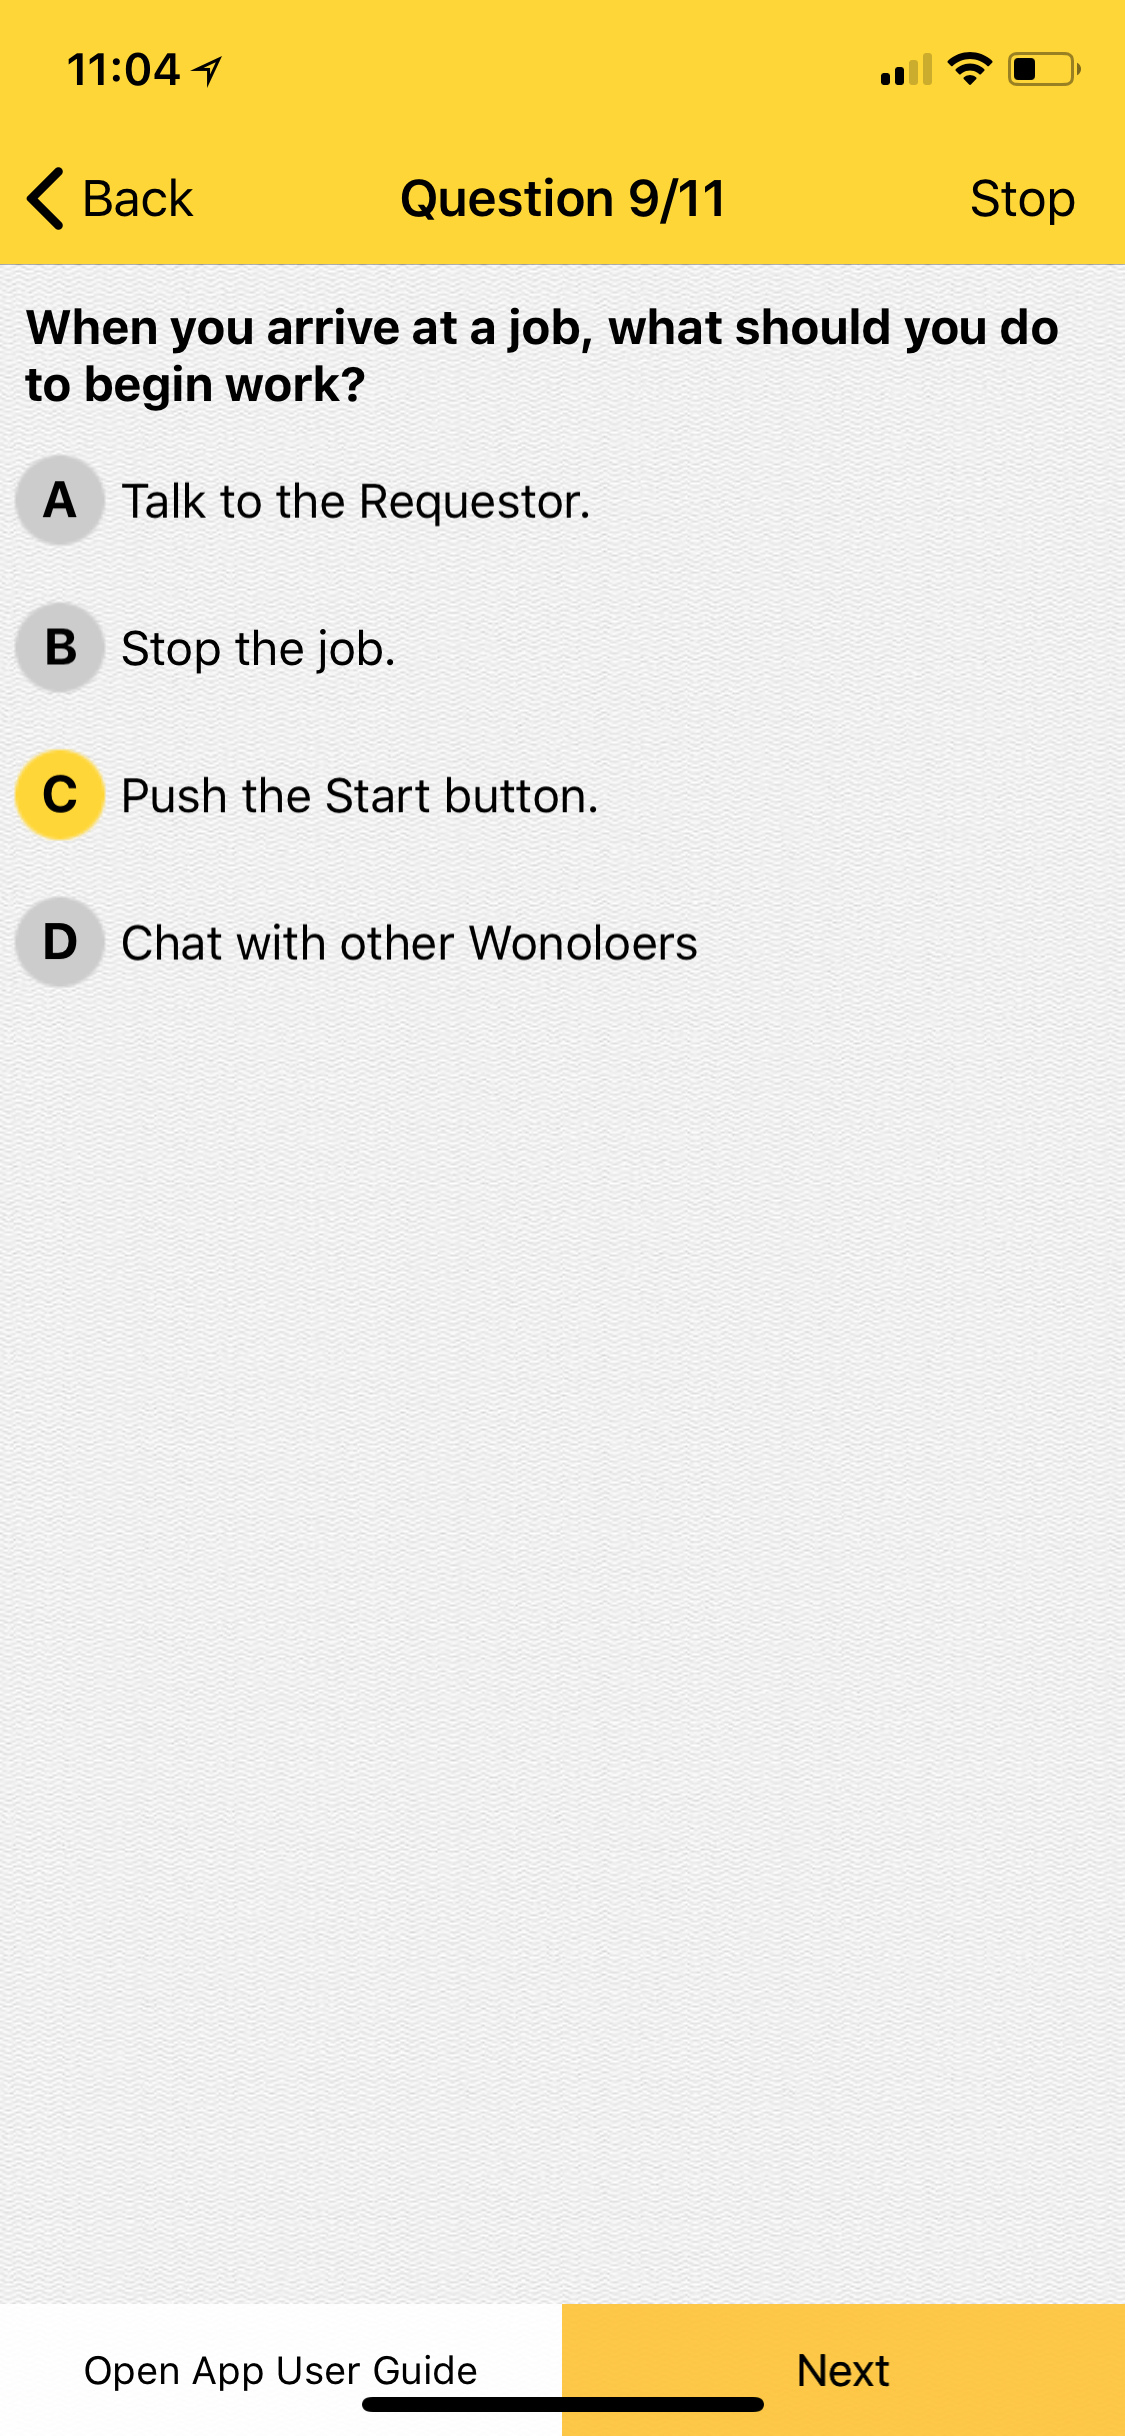 11:04
Back
Question 9/11
Stop
When you arrive at a job, what should you do
to begin work?
A Talk to the Requestor.
B Stop the job.
C Push the Start button.
D Chat with other Wonoloers
Open App User Guide
Next